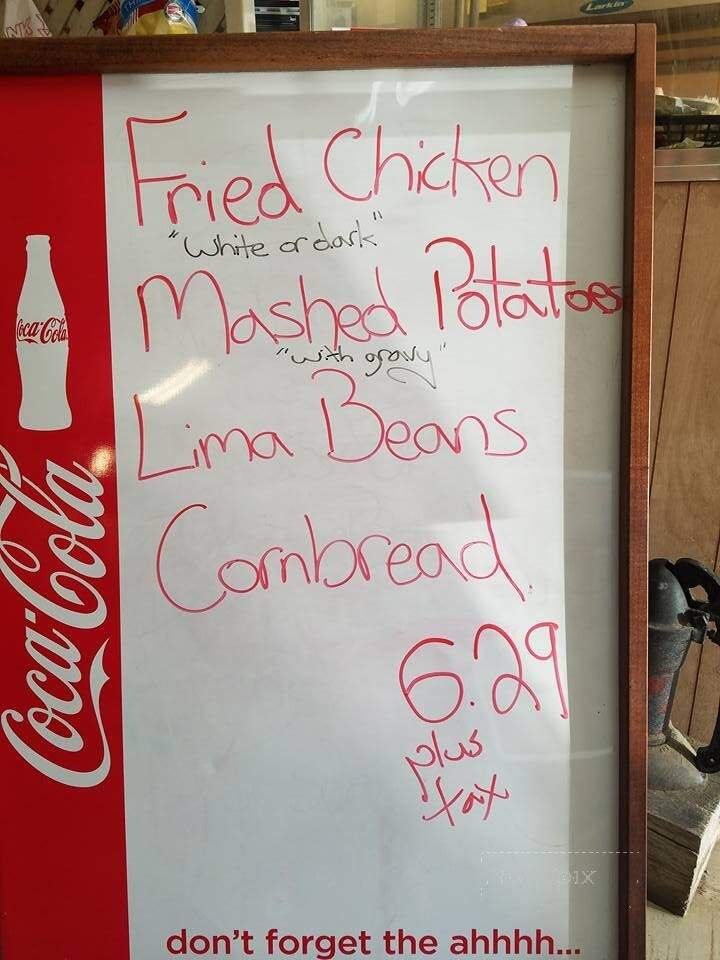 Larkin
Fried Chicken
"White or dark"
Mashed Potatoes
"with gravy"
Lima Beans
Cornbread.
6.29
plus
tax
Coca-Cola
Coca-Cola
don't forget the ahhhh...